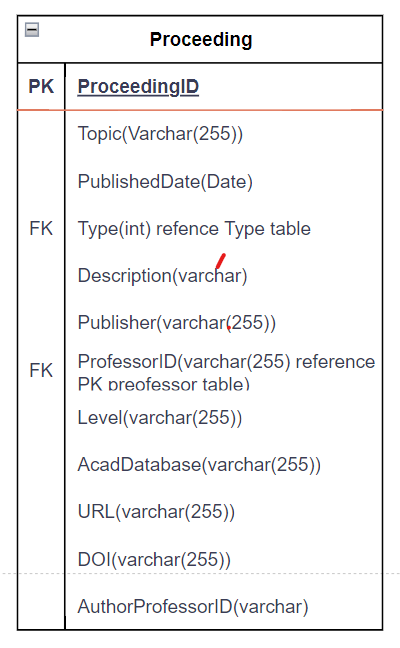 Proceeding
PK ProceedingID
Topic(Varchar(255))
PublishedDate(Date)
FK Type(int) refence Type table
Description(varchar)
Publisher(varchar(255))
FK ProfessorID(varchar(255) reference
PK preofessor table)
Level(varchar(255))
AcadDatabase(varchar(255))
URL(varchar(255))
DOI(varchar(255))
AuthorProfessorID(varchar)